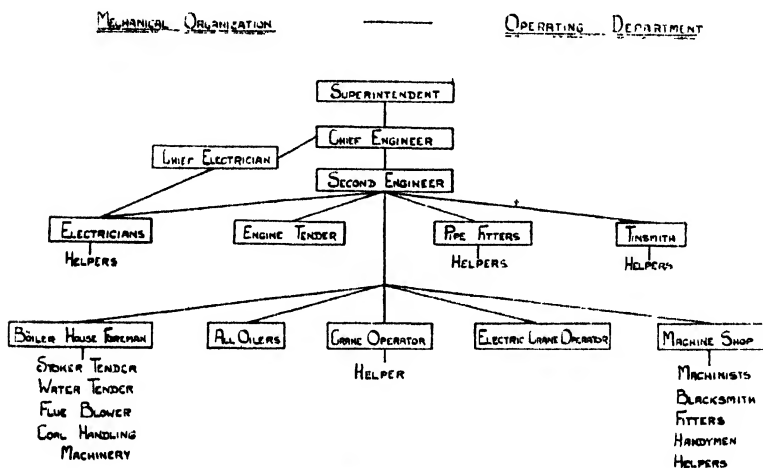 MECHANICAL ORGANIZATION — OPERATING DEPARTMENT
SUPERINTENDENT
CHIEF ENGINEER
CHIEF ELECTRICIAN
SECOND ENGINEER
ELECTRICIANS
HELPERS
ENGINE TENDER
PIPE FITTERS
HELPERS
TINSMITH
HELPERS
BOILER HOUSE FOREMAN
STOKER TENDER
WATER TENDER
FLUE BLOWER
COAL HANDLING
MACHINERY
ALL OILERS
CRANE OPERATOR
HELPER
ELECTRIC CRANE OPERATOR
MACHINE SHOP
MACHINISTS
BLACKSMITH
FITTERS
HANDYMEN
HELPERS